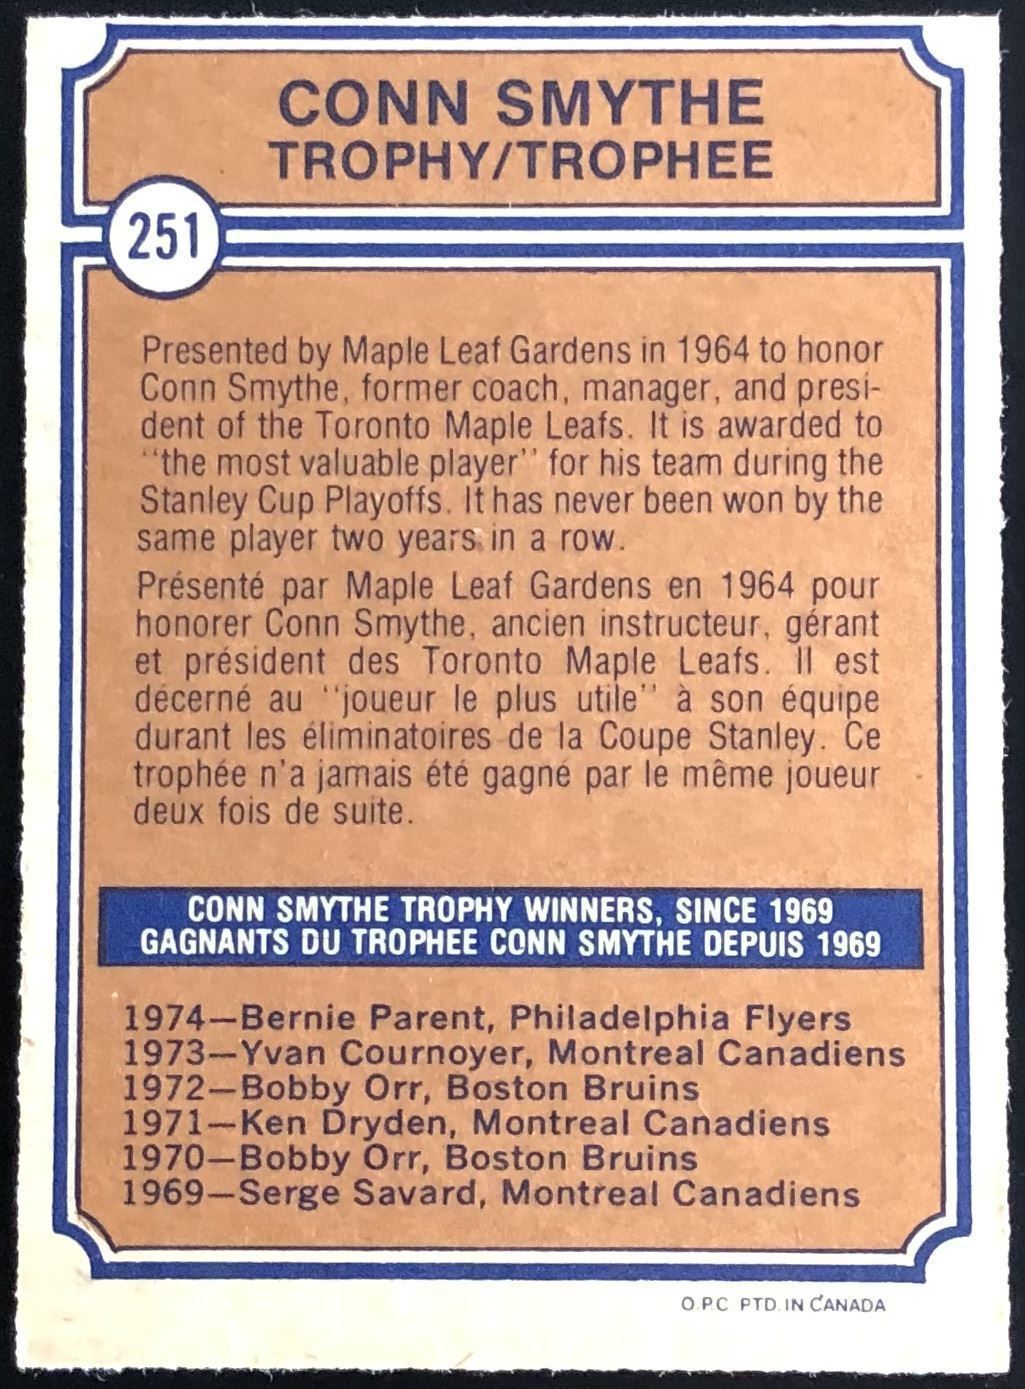 CONN SMYTHE
TROPHY/TROPHEE
251
Presented by Maple Leaf Gardens in 1964 to honor
Conn Smythe, former coach, manager, and presi-
dent of the Toronto Maple Leafs. It is awarded to
''the most valuable player'' for his team during the
Stanley Cup Playoffs. It has never been won by the
same player two years in a row.
Présenté par Maple Leaf Gardens en 1964 pour
honorer Conn Smythe, ancien instructeur, gérant
et président des Toronto Maple Leafs. Il est
décerné au ''joueur le plus utile'' à son équipe
durant les éliminatoires de la Coupe Stanley. Ce
trophée n'a jamais été gagné par le même joueur
deux fois de suite.
CONN SMYTHE TROPHY WINNERS, SINCE 1969
GAGNANTS DU TROPHEE CONN SMYTHE DEPUIS 1969
1974—Bernie Parent, Philadelphia Flyers
1973—Yvan Cournoyer, Montreal Canadiens
1972—Bobby Orr, Boston Bruins
1971—Ken Dryden, Montreal Canadiens
1970—Bobby Orr, Boston Bruins
1969—Serge Savard, Montreal Canadiens
O.P.C. PTD. IN CANADA